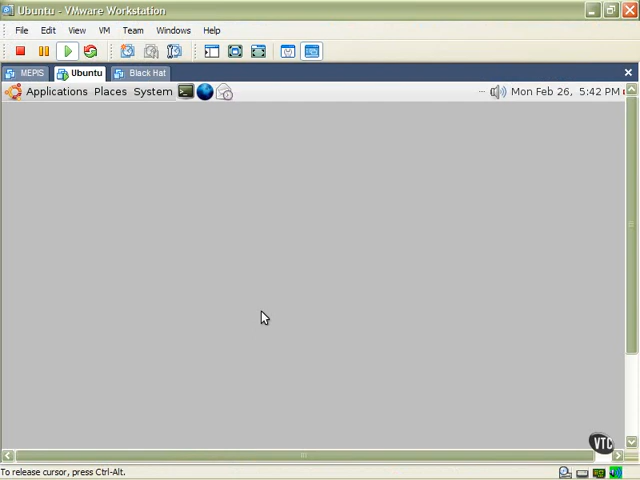 Ubuntu - VMware Workstation
File Edit View VM Team Windows Help
MEPIS Ubuntu Black Hat
Applications Places System Mon Feb 26, 5:42 PM
VTC
To release cursor, press Ctrl-Alt.